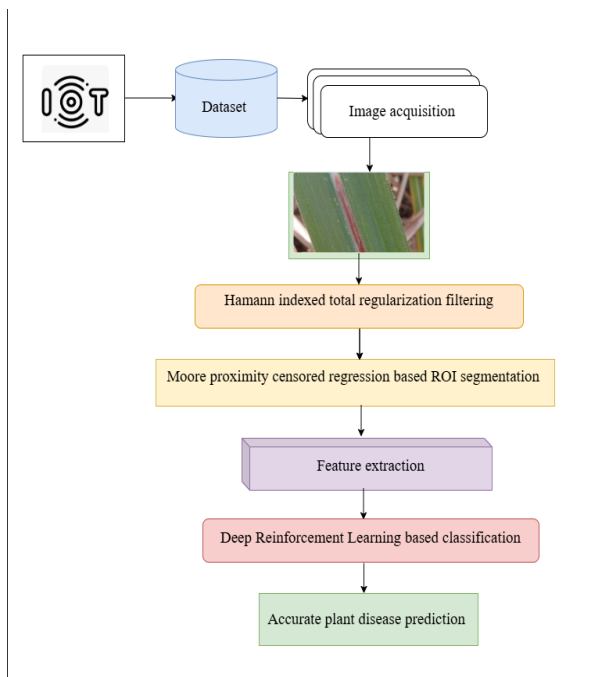 IOT
Dataset
Image acquisition
Hamann indexed total regularization filtering
Moore proximity censored regression based ROI segmentation
Feature extraction
Deep Reinforcement Learning based classification
Accurate plant disease prediction